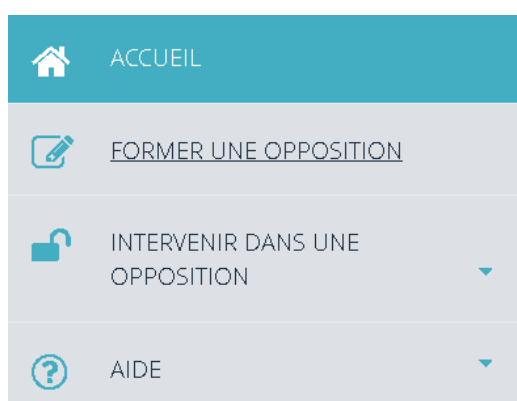 ACCUEIL
FORMER UNE OPPOSITION
INTERVENIR DANS UNE
OPPOSITION
AIDE